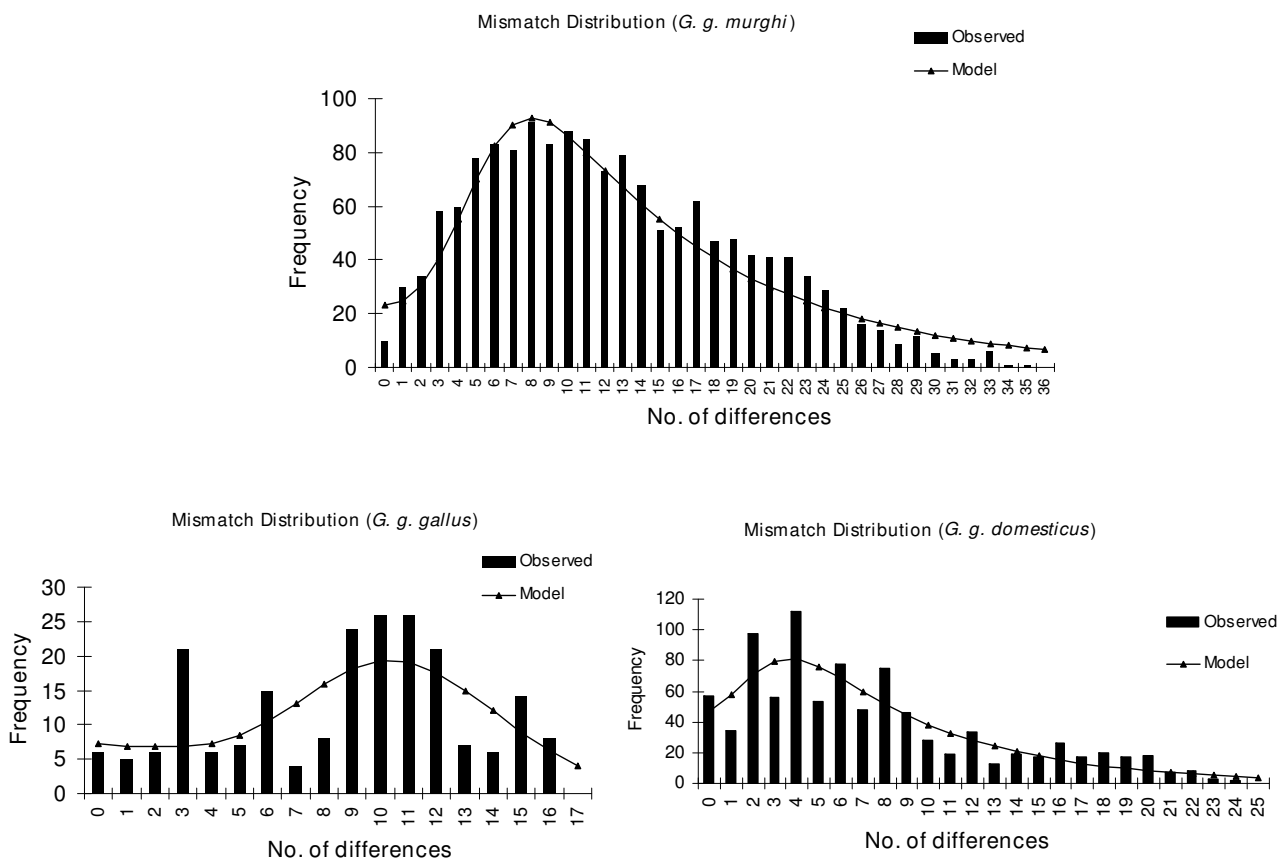 Mismatch Distribution (G. g. murghi)
Observed
Model
100
80
60
40
20
0
Frequency
0 1 2 3 4 5 6 7 8 9 10 11 12 13 14 15 16 17 18 19 20 21 22 23 24 25 26 27 28 29 30 31 32 33 34 35 36
No. of differences
Mismatch Distribution (G. g. gallus)
Observed
Model
30
25
20
15
10
5
0
Frequency
0 1 2 3 4 5 6 7 8 9 10 11 12 13 14 15 16 17
No. of differences
Mismatch Distribution (G. g. domesticus)
Observed
Model
120
100
80
60
40
20
0
Frequency
0 1 2 3 4 5 6 7 8 9 10 11 12 13 14 15 16 17 18 19 20 21 22 23 24 25
No. of differences